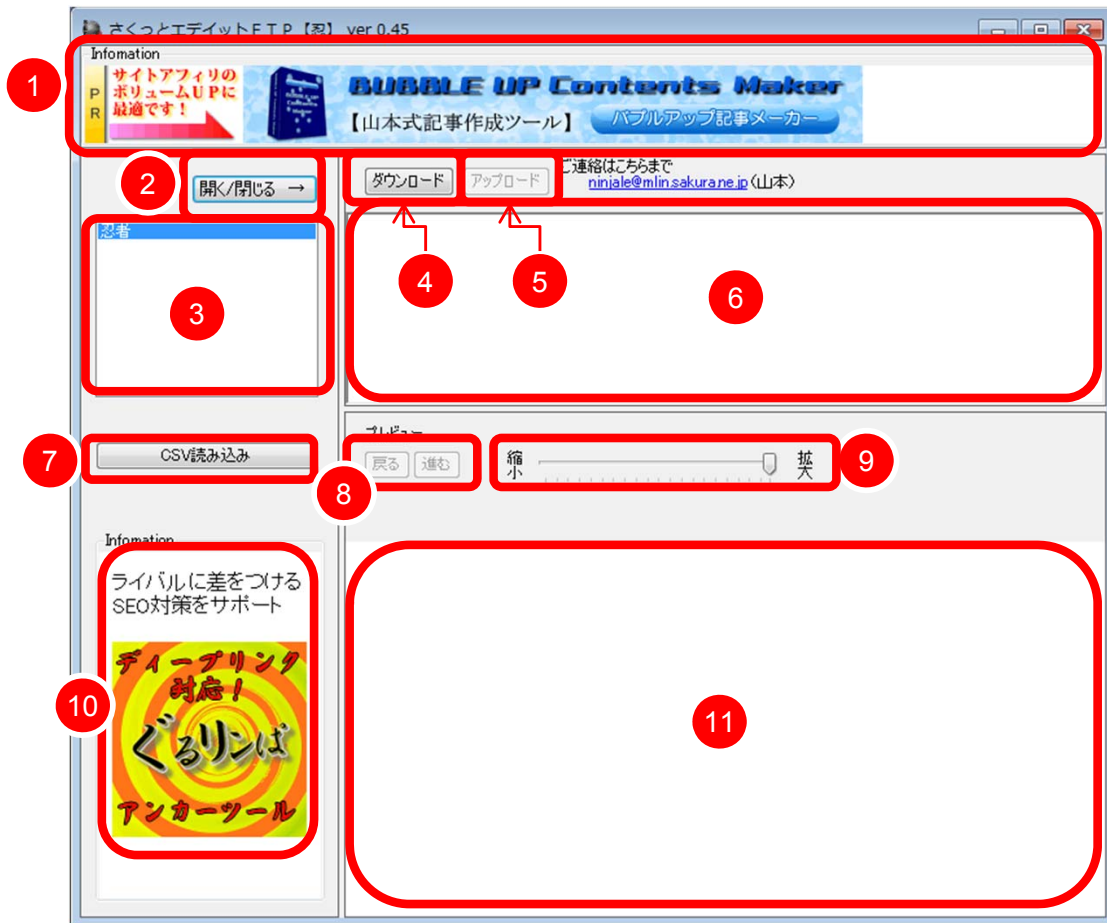 さくっとエデイットFTP【忍】 ver 0.45
Infomation
1
PR
サイトアフィリの
ボリュームUPに
最適です！
BUBBLE UP Contents Maker
【山本式記事作成ツール】
バブルアップ記事メーカー
2
開く/閉じる →
ダウンロード
アップロード
ご連絡はこちらまで
ninjale@mlin.sakura.ne.jp (山本)
忍者
3
4
5
6
7
CSV読み込み
プレビュー
戻る
進む
8
縮小
拡大
9
Infomation
ライバルに差をつける
SEO対策をサポート
ディープリンク
対応！
ぐるリンぱ
アンカーツール
10
11